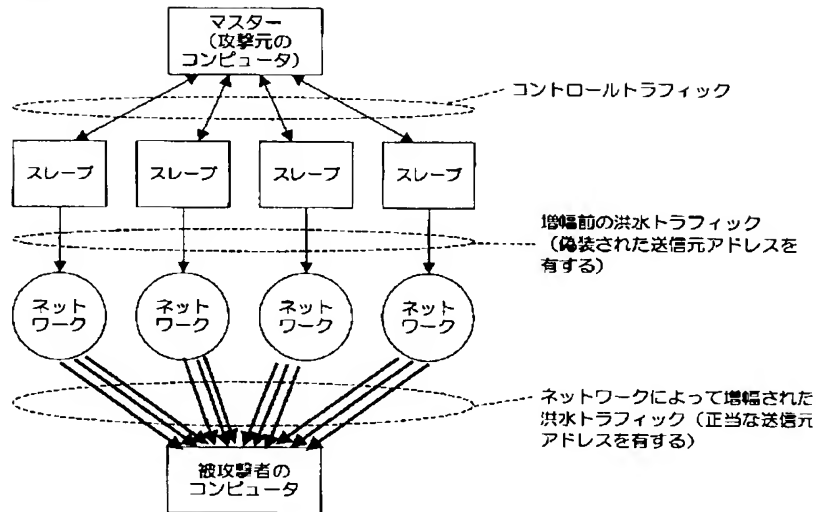 マスター
（攻撃元の
コンピュータ）
コントロールトラフィック
スレーブ
スレーブ
スレーブ
スレーブ
増幅前の洪水トラフィック
（偽装された送信元アドレスを
有する）
ネット
ワーク
ネット
ワーク
ネット
ワーク
ネット
ワーク
ネットワークによって増幅された
洪水トラフィック（正当な送信元
アドレスを有する）
被攻撃者の
コンピュータ